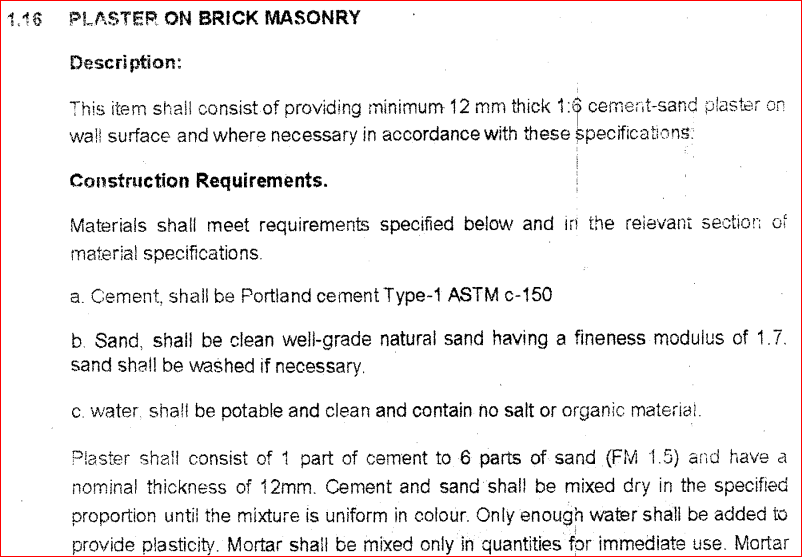 1.16 PLASTER ON BRICK MASONRY
Description:
This item shall consist of providing minimum 12 mm thick 1:6 cement-sand plaster on
wall surface and where necessary in accordance with these specifications.
Construction Requirements.
Materials shall meet requirements specified below and in the relevant section of
material specifications.
a. Cement, shall be Portland cement Type-1 ASTM c-150
b. Sand, shall be clean well-grade natural sand having a fineness modulus of 1.7.
sand shall be washed if necessary.
c. water, shall be potable and clean and contain no salt or organic material.
Plaster shall consist of 1 part of cement to 6 parts of sand (FM 1.5) and have a
nominal thickness of 12mm. Cement and sand shall be mixed dry in the specified
proportion until the mixture is uniform in colour. Only enough water shall be added to
provide plasticity. Mortar shall be mixed only in quantities for immediate use. Mortar